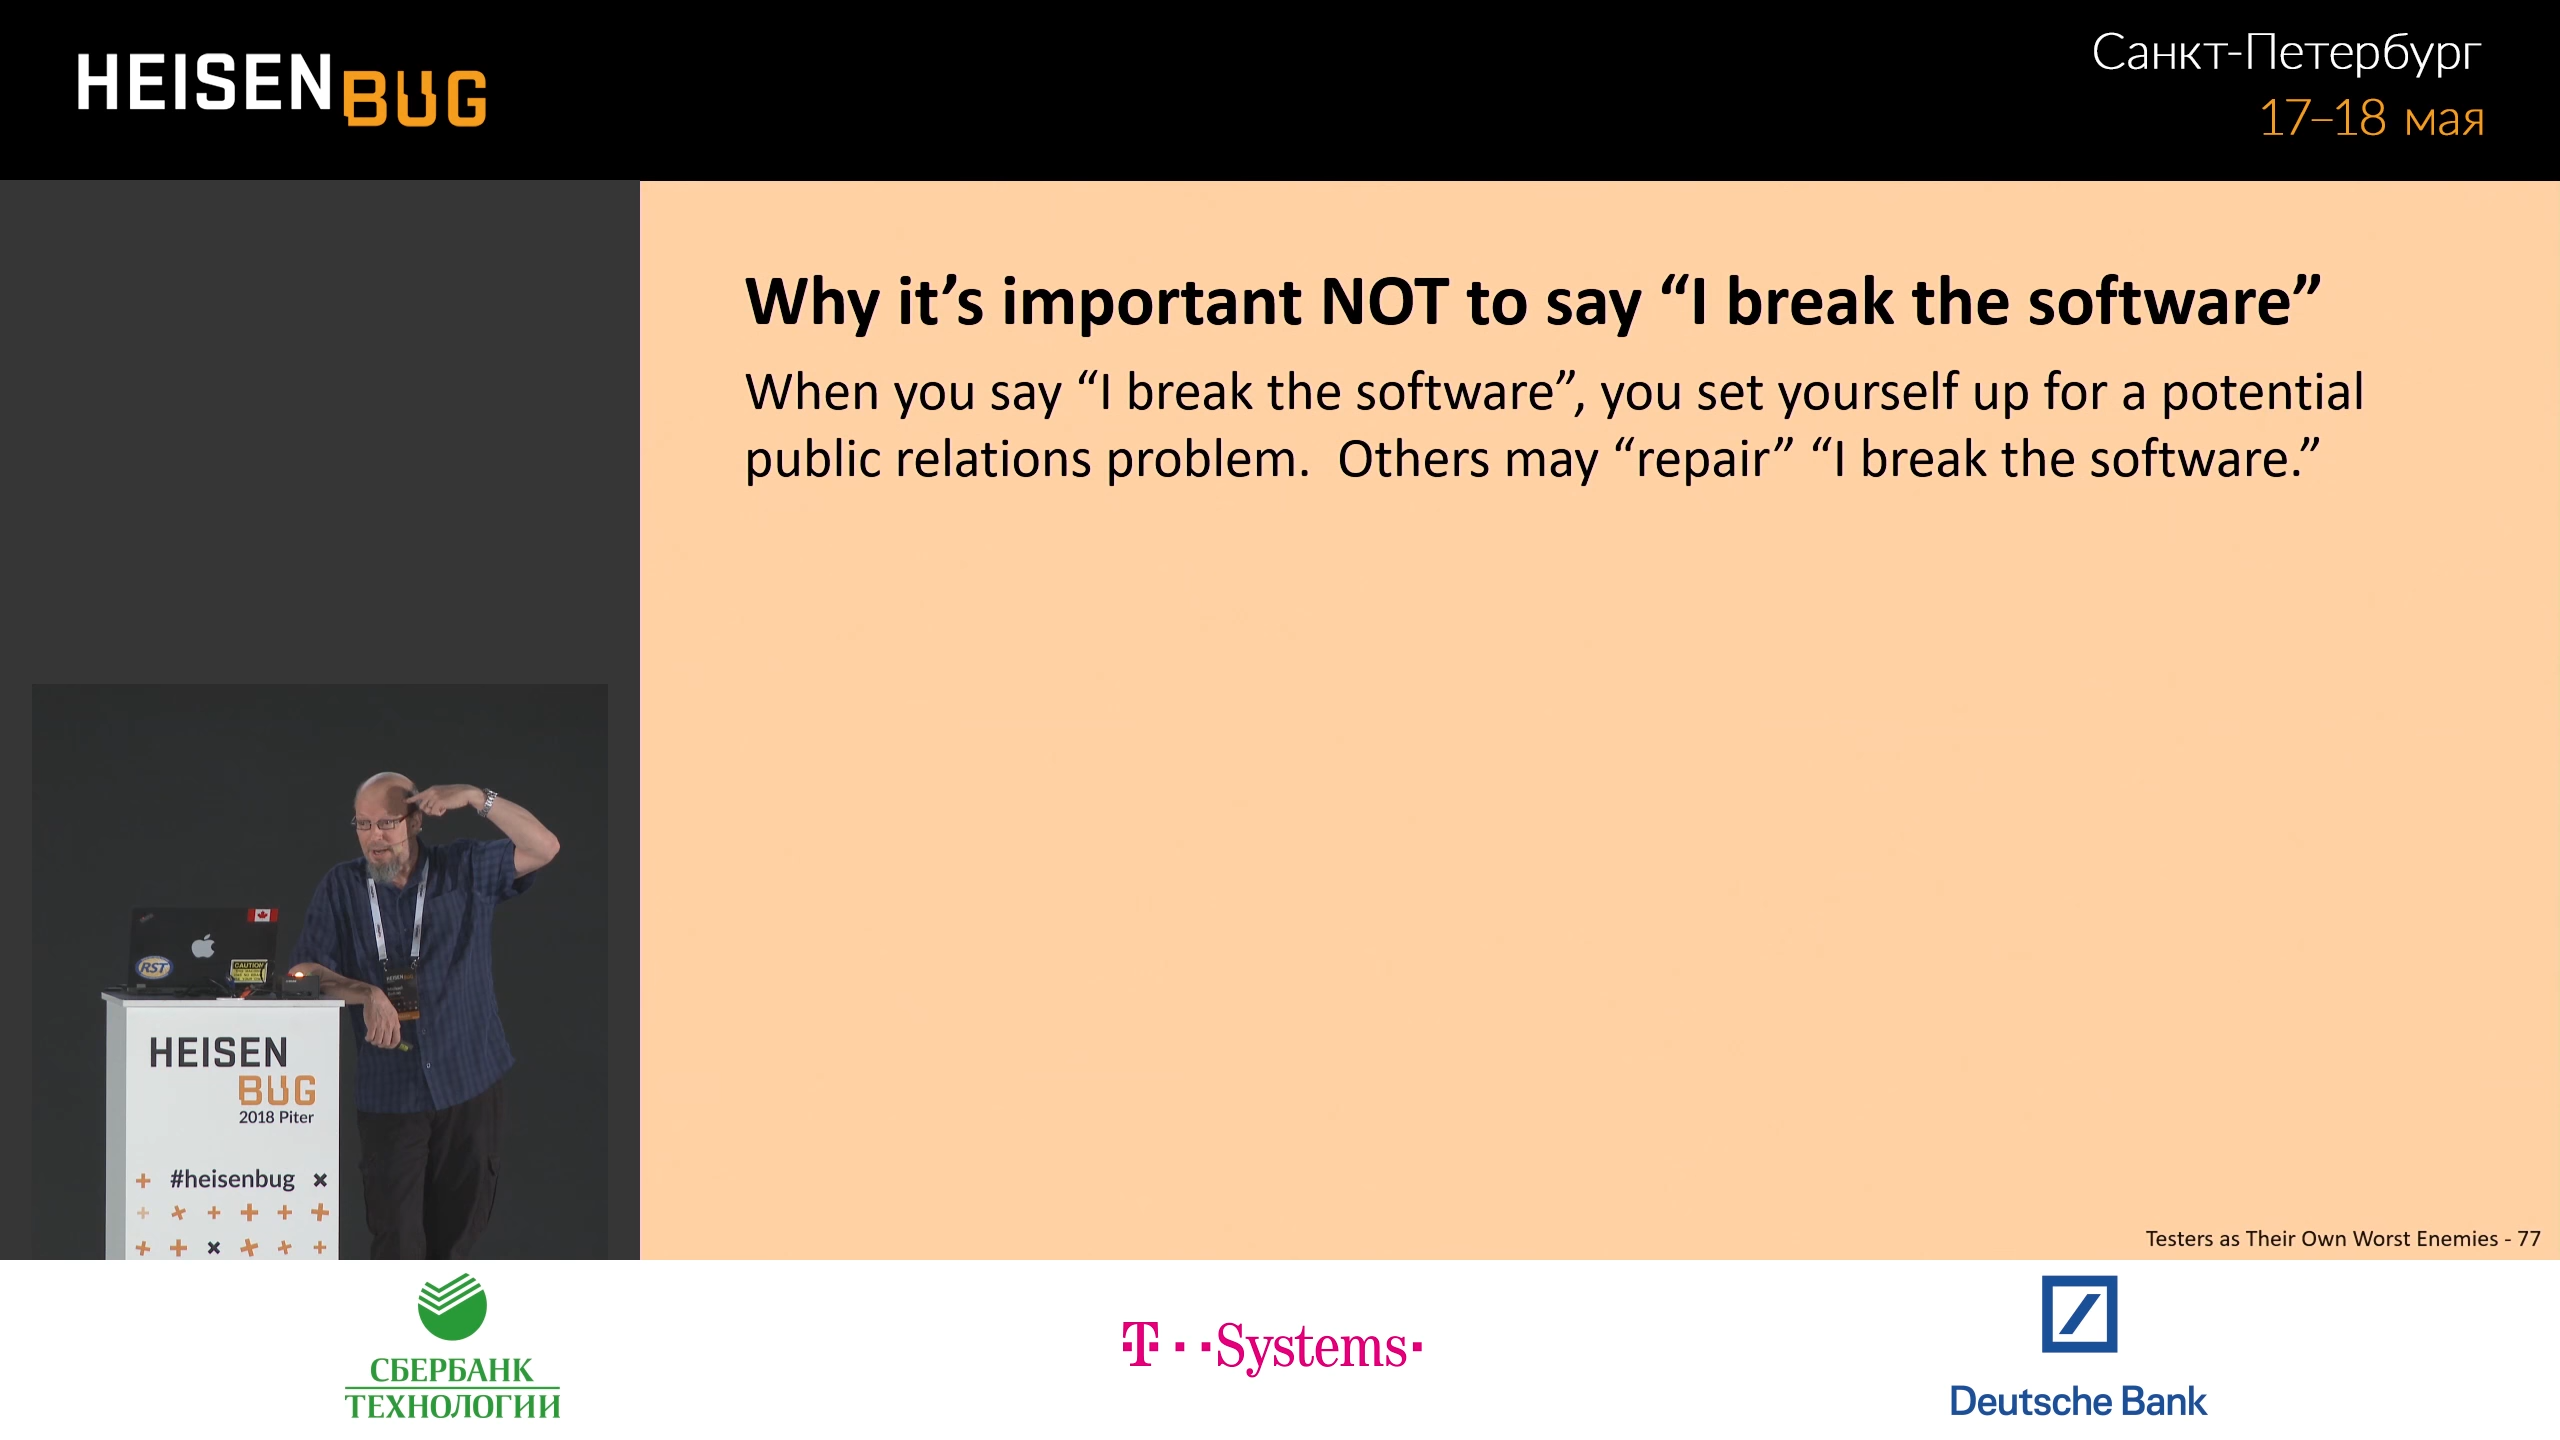 HEISENBUG
Санкт-Петербург
17–18 мая
Why it’s important NOT to say “I break the software”
When you say “I break the software”, you set yourself up for a potential
public relations problem.  Others may “repair” “I break the software.”
Testers as Their Own Worst Enemies - 77
RST
CAUTION
HEISEN
BUG
2018 Piter
#heisenbug
СБЕРБАНК
ТЕХНОЛОГИИ
T··Systems·
Deutsche Bank